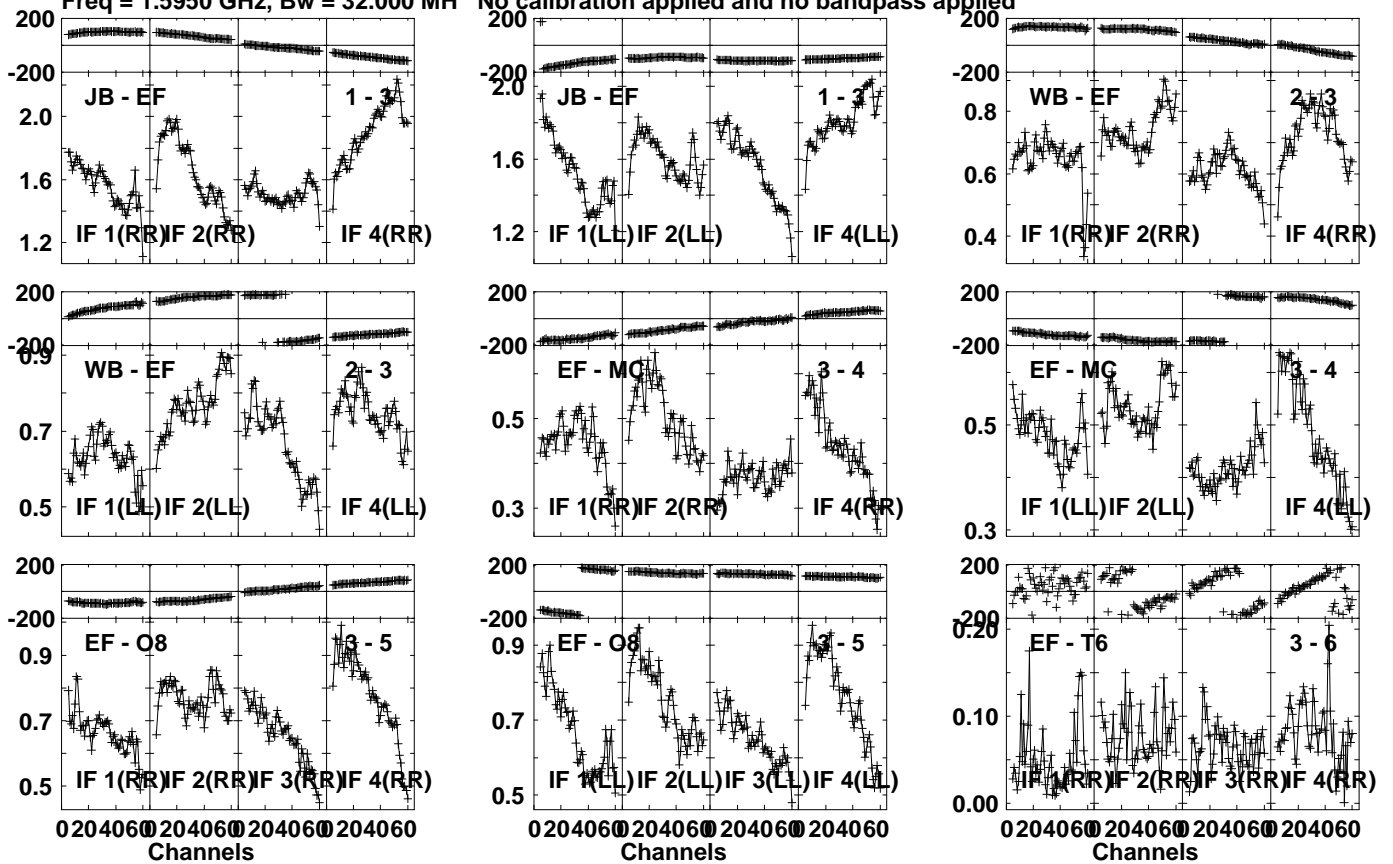 Freq = 1.5950 GHz, Bw = 32.000 MH No calibration applied and no bandpass applied
200
-200
JB - EF 1 - 3
2.0
1.6
1.2
IF 1(RR) IF 2(RR) IF 4(RR)
200
-200
2.0
JB - EF 1 - 3
1.6
1.2
IF 1(LL) IF 2(LL) IF 4(LL)
200
-200
WB - EF 2 - 3
0.8
0.6
0.4
IF 1(RR) IF 2(RR) IF 4(RR)
200
-200
0.9
WB - EF 2 - 3
0.7
0.5
IF 1(LL) IF 2(LL) IF 4(LL)
200
-200
EF - MC 3 - 4
0.5
0.3
IF 1(RR) IF 2(RR) IF 4(RR)
200
-200
EF - MC 3 - 4
0.5
0.3
IF 1(LL) IF 2(LL) IF 4(LL)
200
-200
EF - O8 3 - 5
0.9
0.7
0.5
IF 1(RR) IF 2(RR) IF 3(RR) IF 4(RR)
0 20 40 60 0 20 40 60 0 20 40 60 0 20 40 60
Channels
200
-200
EF - O8 3 - 5
0.9
0.7
0.5
IF 1(LL) IF 2(LL) IF 3(LL) IF 4(LL)
0 20 40 60 0 20 40 60 0 20 40 60 0 20 40 60
Channels
200
-200
0.20
EF - T6 3 - 6
0.10
0.00
IF 1(RR) IF 2(RR) IF 3(RR) IF 4(RR)
0 20 40 60 0 20 40 60 0 20 40 60 0 20 40 60
Channels